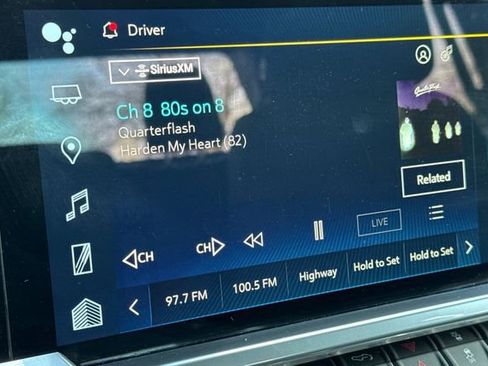 Driver
SiriusXM
Ch 8 80s on 8
Quarterflash
Harden My Heart (82)
Related
CH
CH
LIVE
97.7 FM
100.5 FM
Highway
Hold to Set
Hold to Set